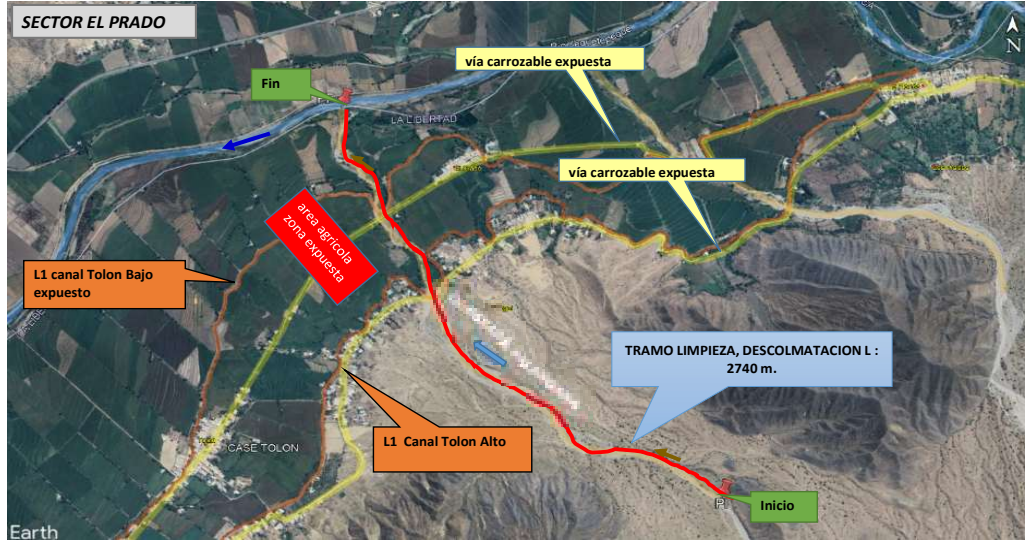 SECTOR EL PRADO
N
vía carrozable expuesta
Fin
LA LIBERTAD
vía carrozable expuesta
area agrícola
zona expuesta
L1 canal Tolon Bajo
expuesto
TRAMO LIMPIEZA, DESCOLMATACION L :
2740 m.
L1 Canal Tolon Alto
CASE TOLON
Inicio
Earth